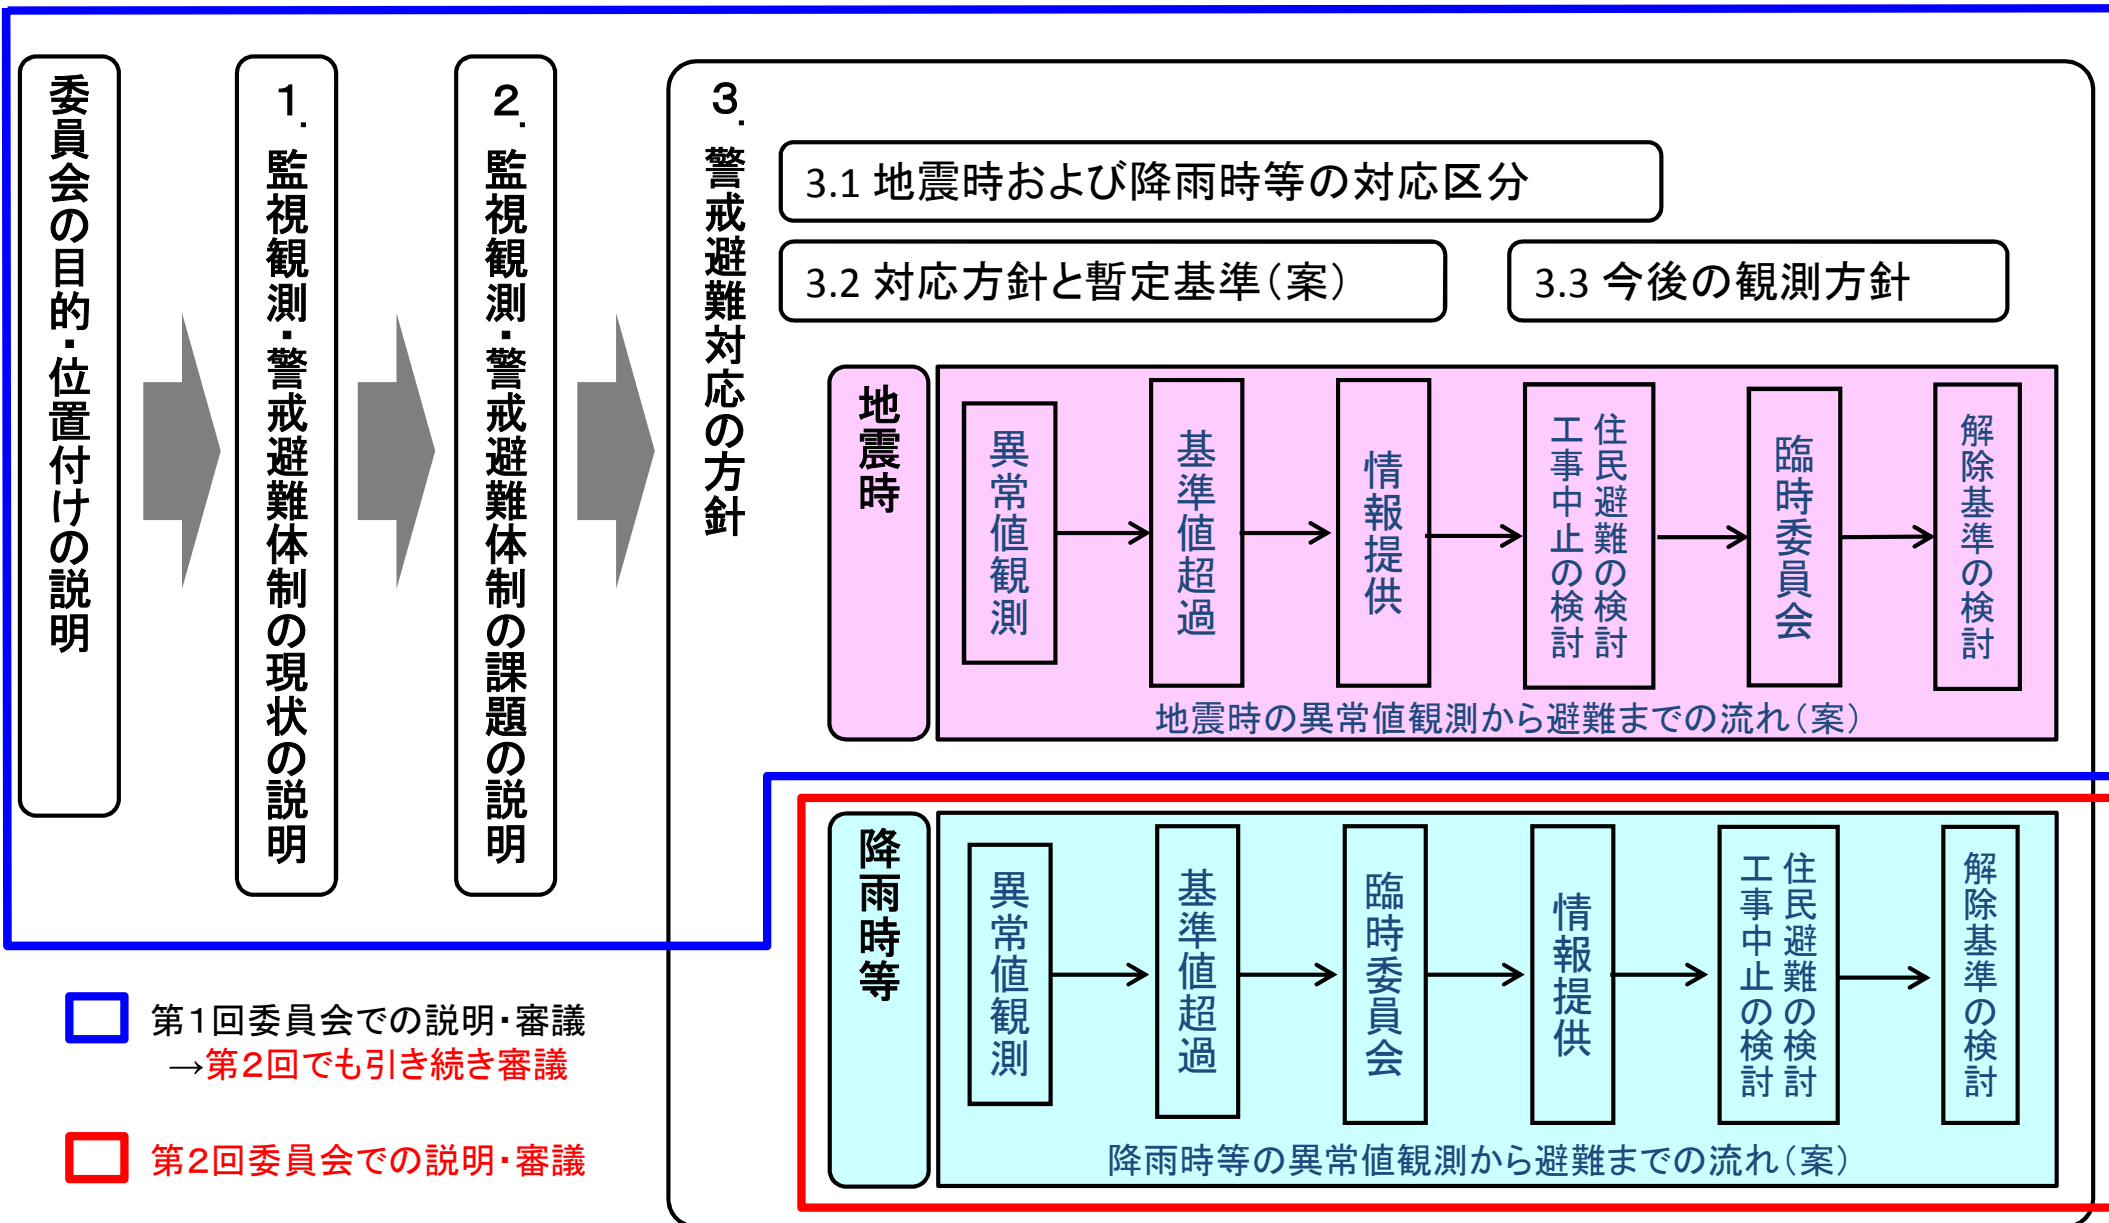 委員会の目的・位置付けの説明
１．監視観測・警戒避難体制の現状の説明
２．監視観測・警戒避難体制の課題の説明
３．警戒避難対応の方針
3.1 地震時および降雨時等の対応区分
3.2 対応方針と暫定基準（案）
3.3 今後の観測方針
地震時
異常値観測
基準値超過
情報提供
住民避難の検討
工事中止の検討
臨時委員会
解除基準の検討
地震時の異常値観測から避難までの流れ（案）
降雨時等
異常値観測
基準値超過
臨時委員会
情報提供
住民避難の検討
工事中止の検討
解除基準の検討
降雨時等の異常値観測から避難までの流れ（案）
第１回委員会での説明・審議
→第２回でも引き続き審議
第２回委員会での説明・審議